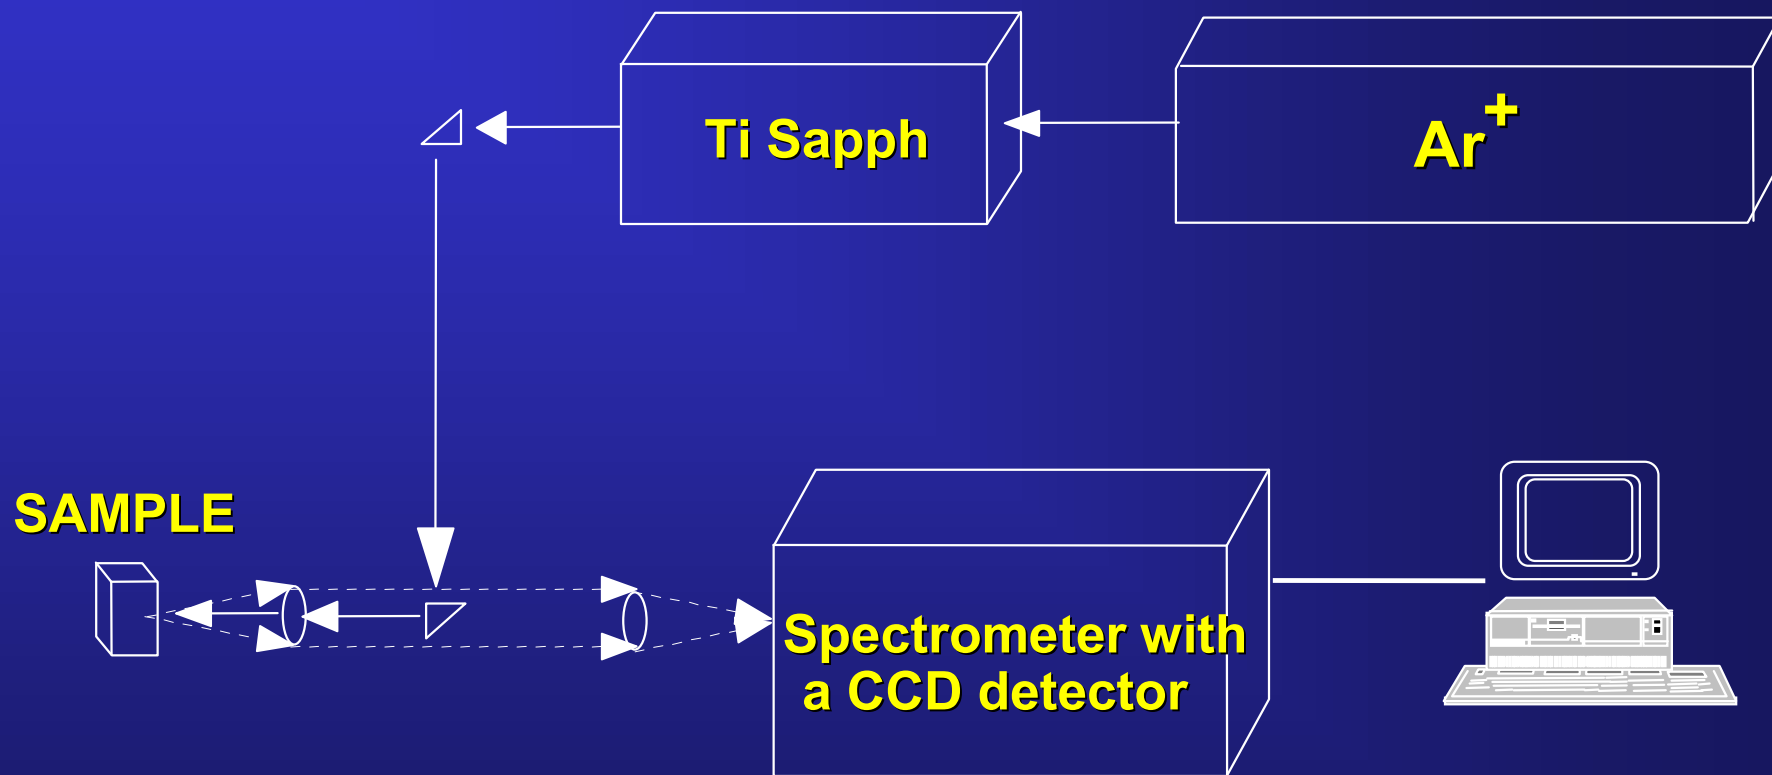 Ti Sapph
Ar+
SAMPLE
Spectrometer with
a CCD detector